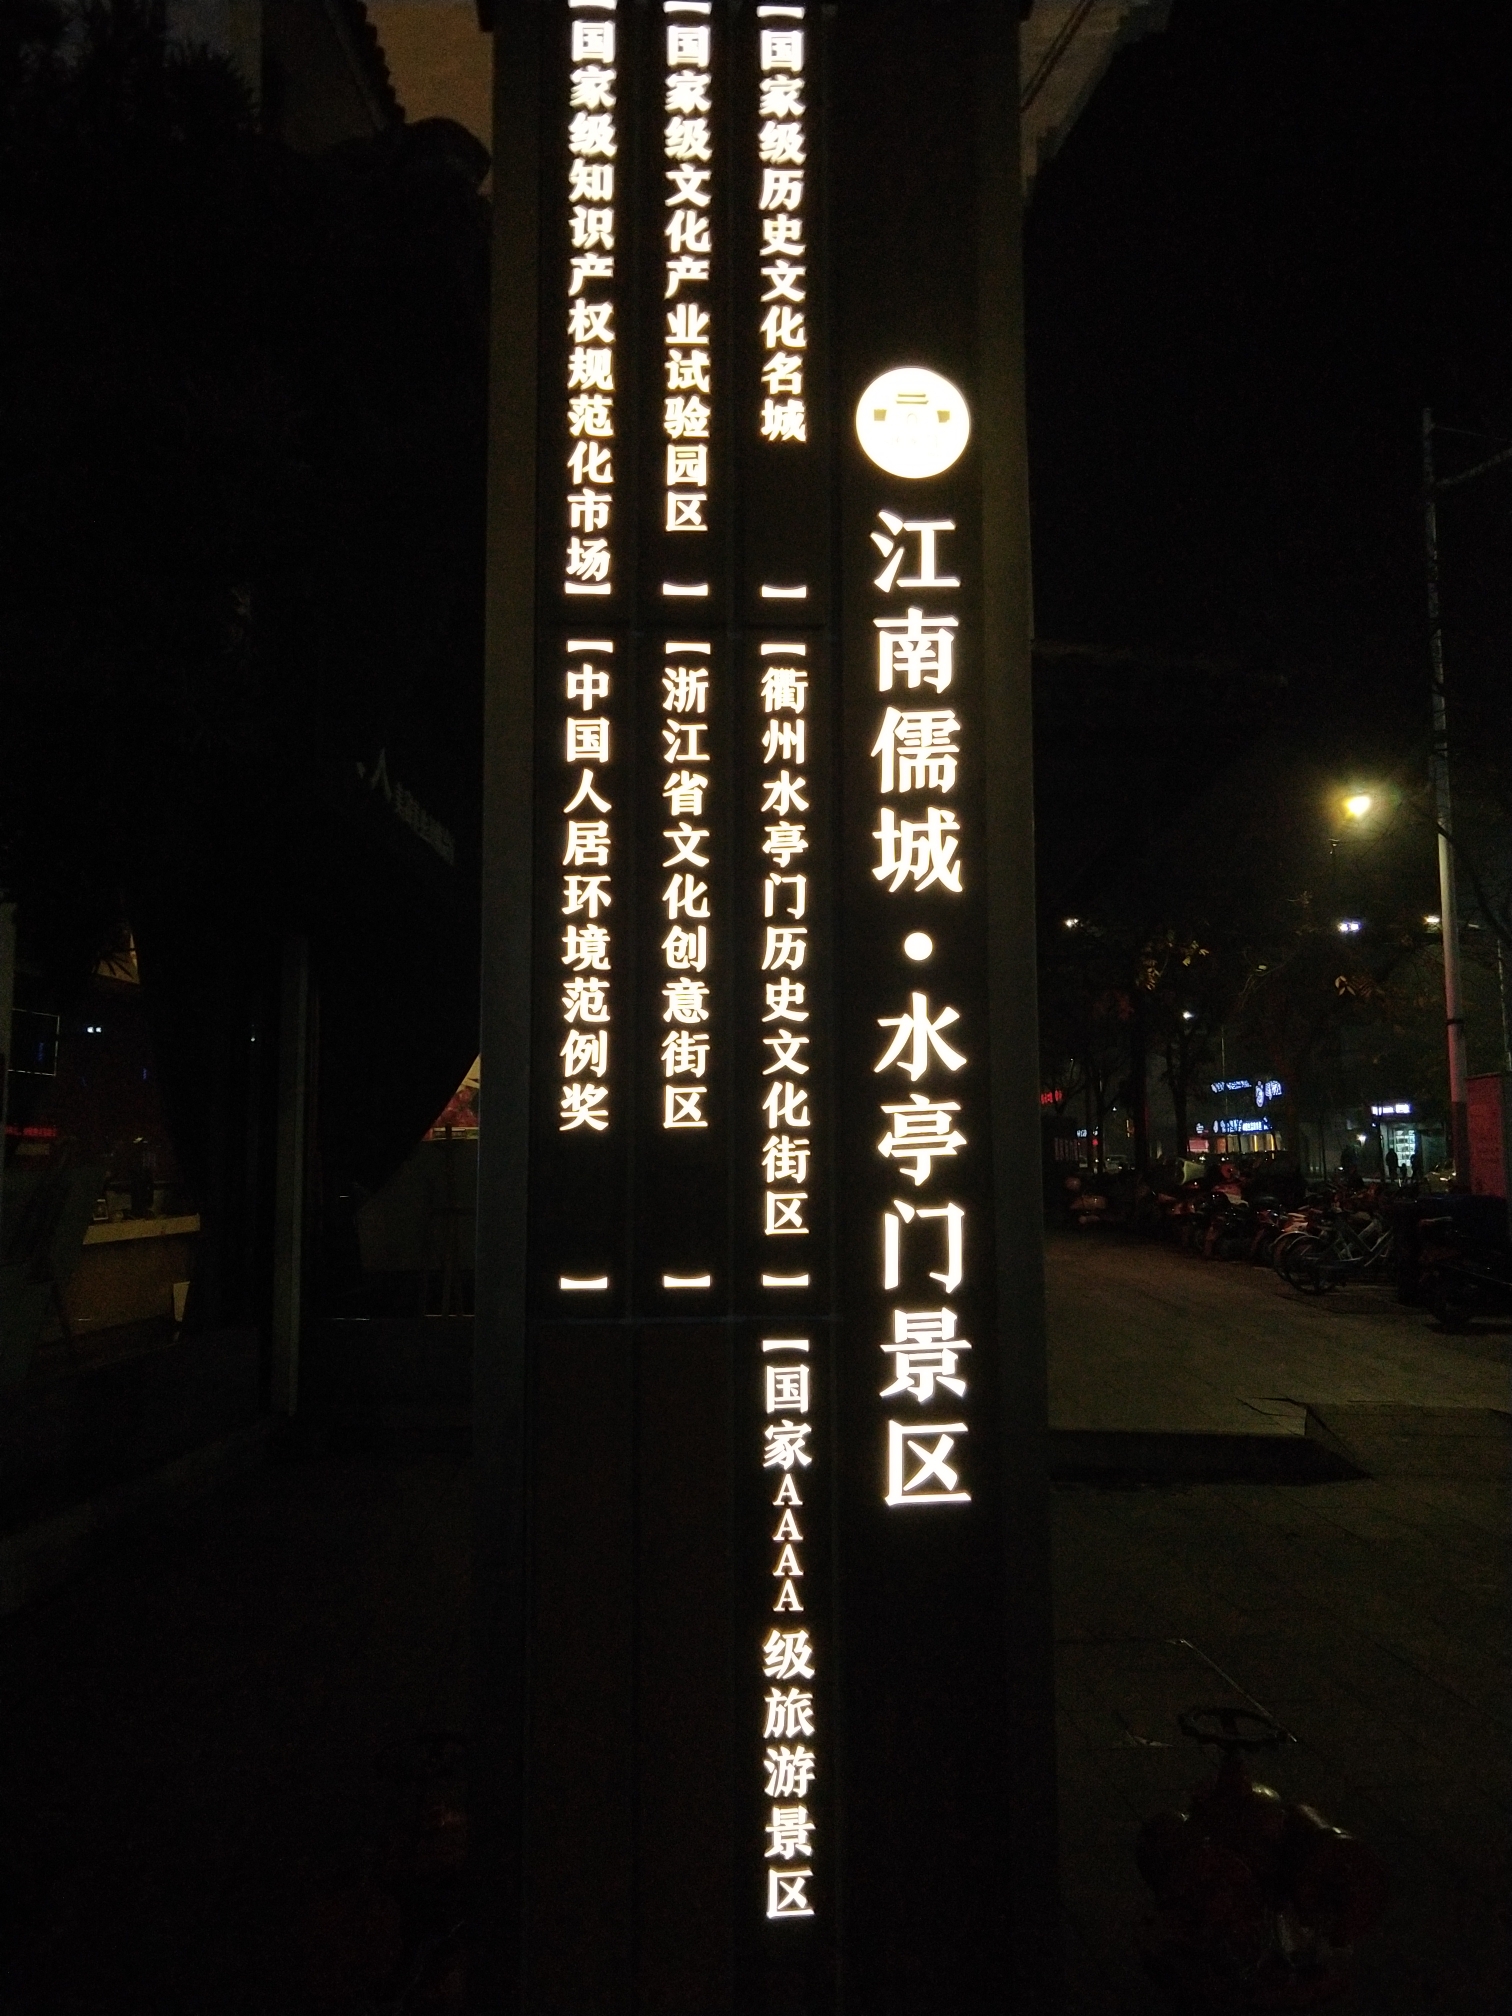 江南儒城·水亭门景区
【国家级历史文化名城】
【衢州水亭门历史文化街区】
【国家AAAA级旅游景区
【国家级文化产业试验园区】
【浙江省文化创意街区】
【国家级知识产权规范化市场】
【中国人居环境范例奖】